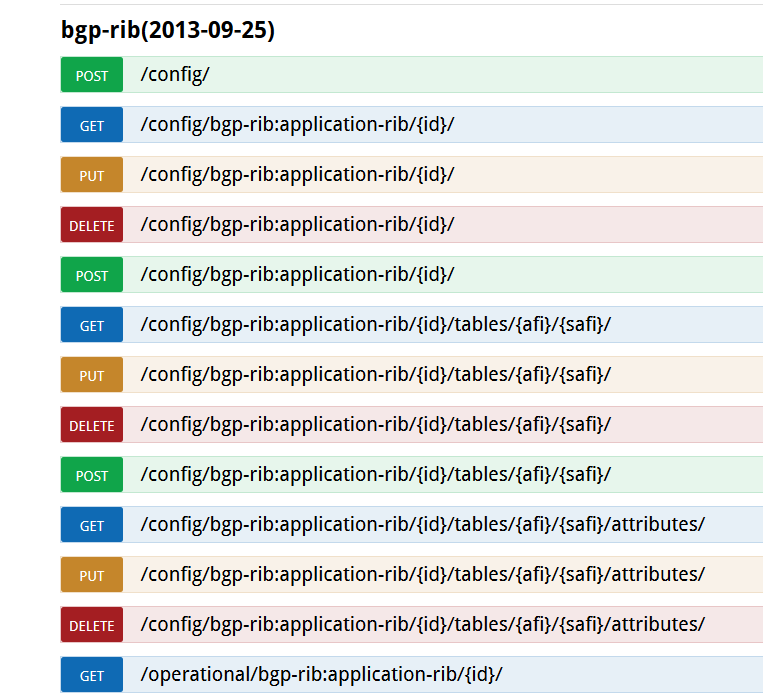 bgp-rib(2013-09-25)
POST /config/
GET /config/bgp-rib:application-rib/{id}/
PUT /config/bgp-rib:application-rib/{id}/
DELETE /config/bgp-rib:application-rib/{id}/
POST /config/bgp-rib:application-rib/{id}/
GET /config/bgp-rib:application-rib/{id}/tables/{afi}/{safi}/
PUT /config/bgp-rib:application-rib/{id}/tables/{afi}/{safi}/
DELETE /config/bgp-rib:application-rib/{id}/tables/{afi}/{safi}/
POST /config/bgp-rib:application-rib/{id}/tables/{afi}/{safi}/
GET /config/bgp-rib:application-rib/{id}/tables/{afi}/{safi}/attributes/
PUT /config/bgp-rib:application-rib/{id}/tables/{afi}/{safi}/attributes/
DELETE /config/bgp-rib:application-rib/{id}/tables/{afi}/{safi}/attributes/
GET /operational/bgp-rib:application-rib/{id}/